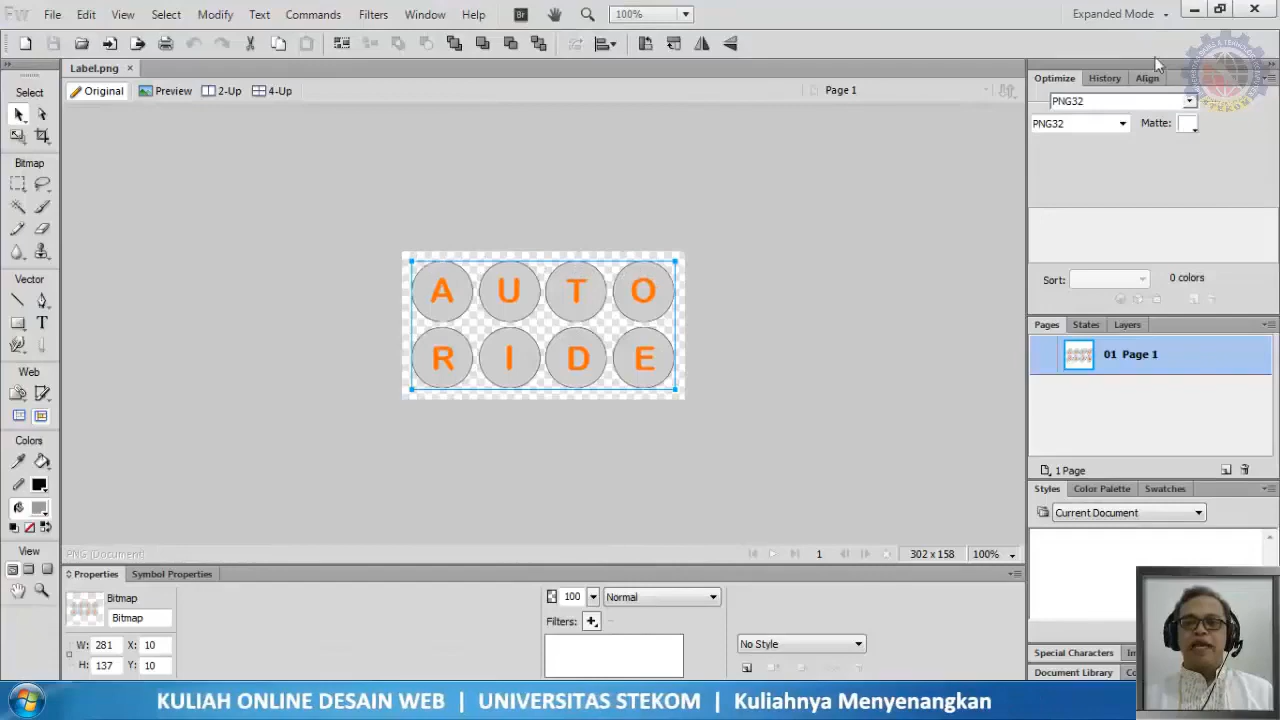 Fw File Edit View Select Modify Text Commands Filters Window Help Br 100% Expanded Mode
Label.png
Original Preview 2-Up 4-Up Page 1
Select
Bitmap
Vector
T
Web
Colors
View
A U T O
R I D E
PNG (Document) 1 302 x 158 100%
Properties Symbol Properties
Bitmap
Bitmap
W: 281 X: 10
H: 137 Y: 10
100 Normal
Filters:
No Style
Optimize History Align
PNG32
PNG32 Matte:
Sort: 0 colors
Pages States Layers
01 Page 1
1 Page
Styles Color Palette Swatches
Current Document
Special Characters
Document Library
STEKOM
KULIAH ONLINE DESAIN WEB | UNIVERSITAS STEKOM | Kuliahnya Menyenangkan